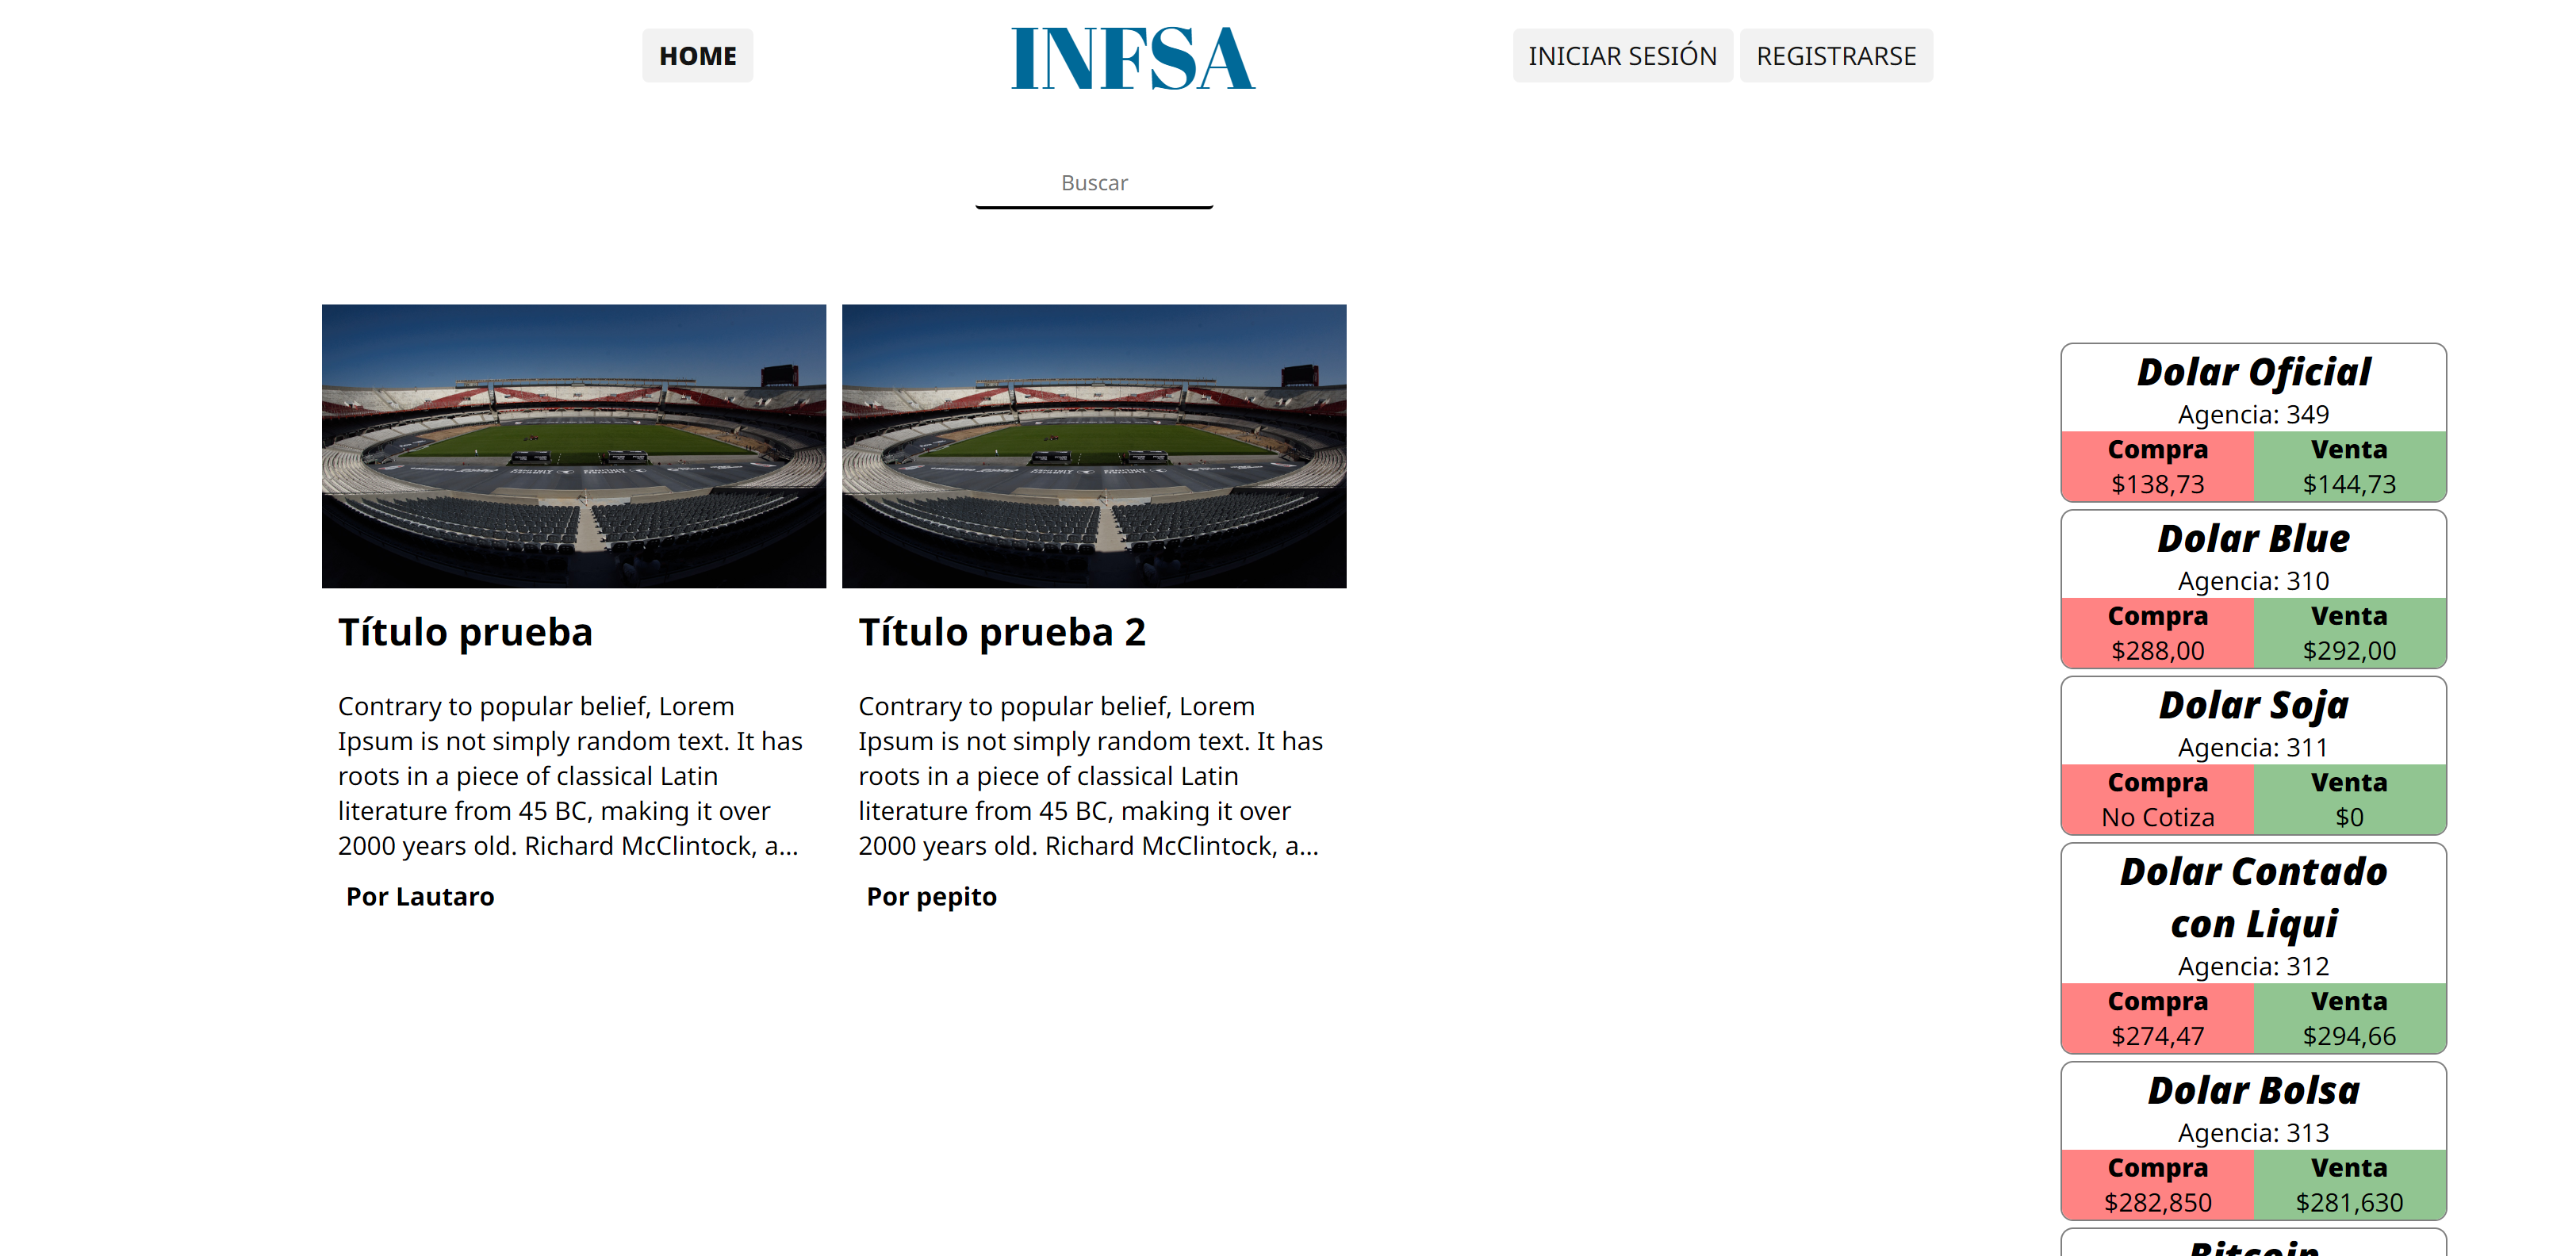 HOME
INFSA
INICIAR SESIÓN
REGISTRARSE
Buscar
Título prueba
Contrary to popular belief, Lorem
Ipsum is not simply random text. It has
roots in a piece of classical Latin
literature from 45 BC, making it over
2000 years old. Richard McClintock, a...
Por Lautaro
Título prueba 2
Contrary to popular belief, Lorem
Ipsum is not simply random text. It has
roots in a piece of classical Latin
literature from 45 BC, making it over
2000 years old. Richard McClintock, a...
Por pepito
Dolar Oficial
Agencia: 349
Compra Venta
$138,73 $144,73
Dolar Blue
Agencia: 310
Compra Venta
$288,00 $292,00
Dolar Soja
Agencia: 311
Compra Venta
No Cotiza $0
Dolar Contado
con Liqui
Agencia: 312
Compra Venta
$274,47 $294,66
Dolar Bolsa
Agencia: 313
Compra Venta
$282,850 $281,630
Bitcoin